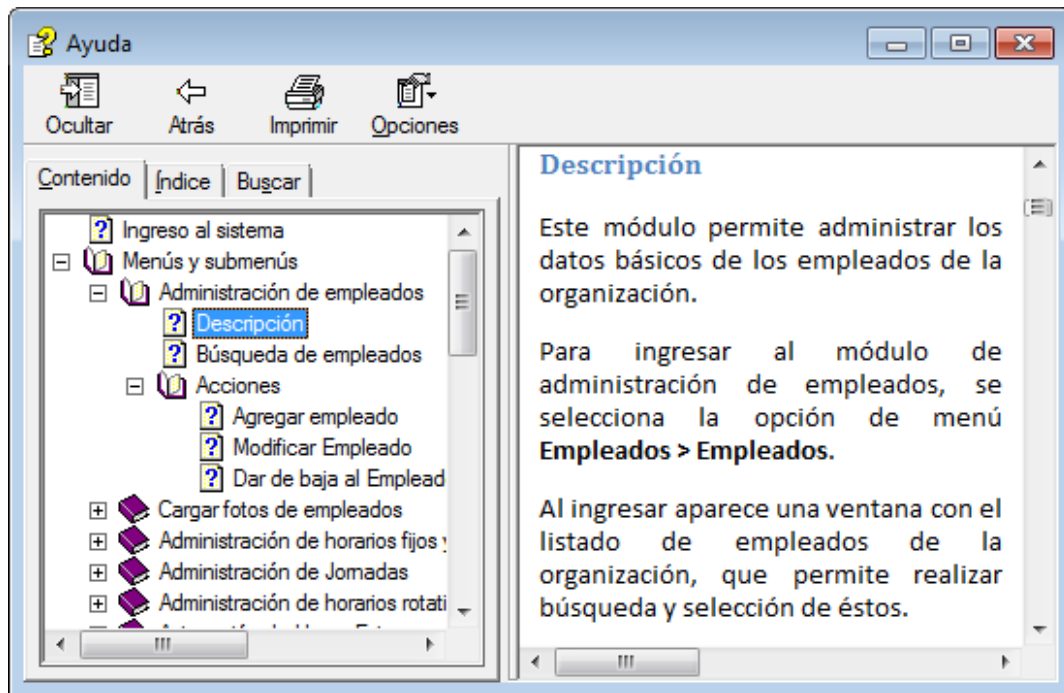 Ayuda
Ocultar Atrás Imprimir Opciones
Contenido Índice Buscar
Ingreso al sistema
Menús y submenús
Administración de empleados
Descripción
Búsqueda de empleados
Acciones
Agregar empleado
Modificar Empleado
Dar de baja al Emplead
Cargar fotos de empleados
Administración de horarios fijos y
Administración de Jornadas
Administración de horarios rotati
Descripción
Este módulo permite administrar los
datos básicos de los empleados de la
organización.
Para ingresar al módulo de
administración de empleados, se
selecciona la opción de menú
Empleados > Empleados.
Al ingresar aparece una ventana con el
listado de empleados de la
organización, que permite realizar
búsqueda y selección de éstos.